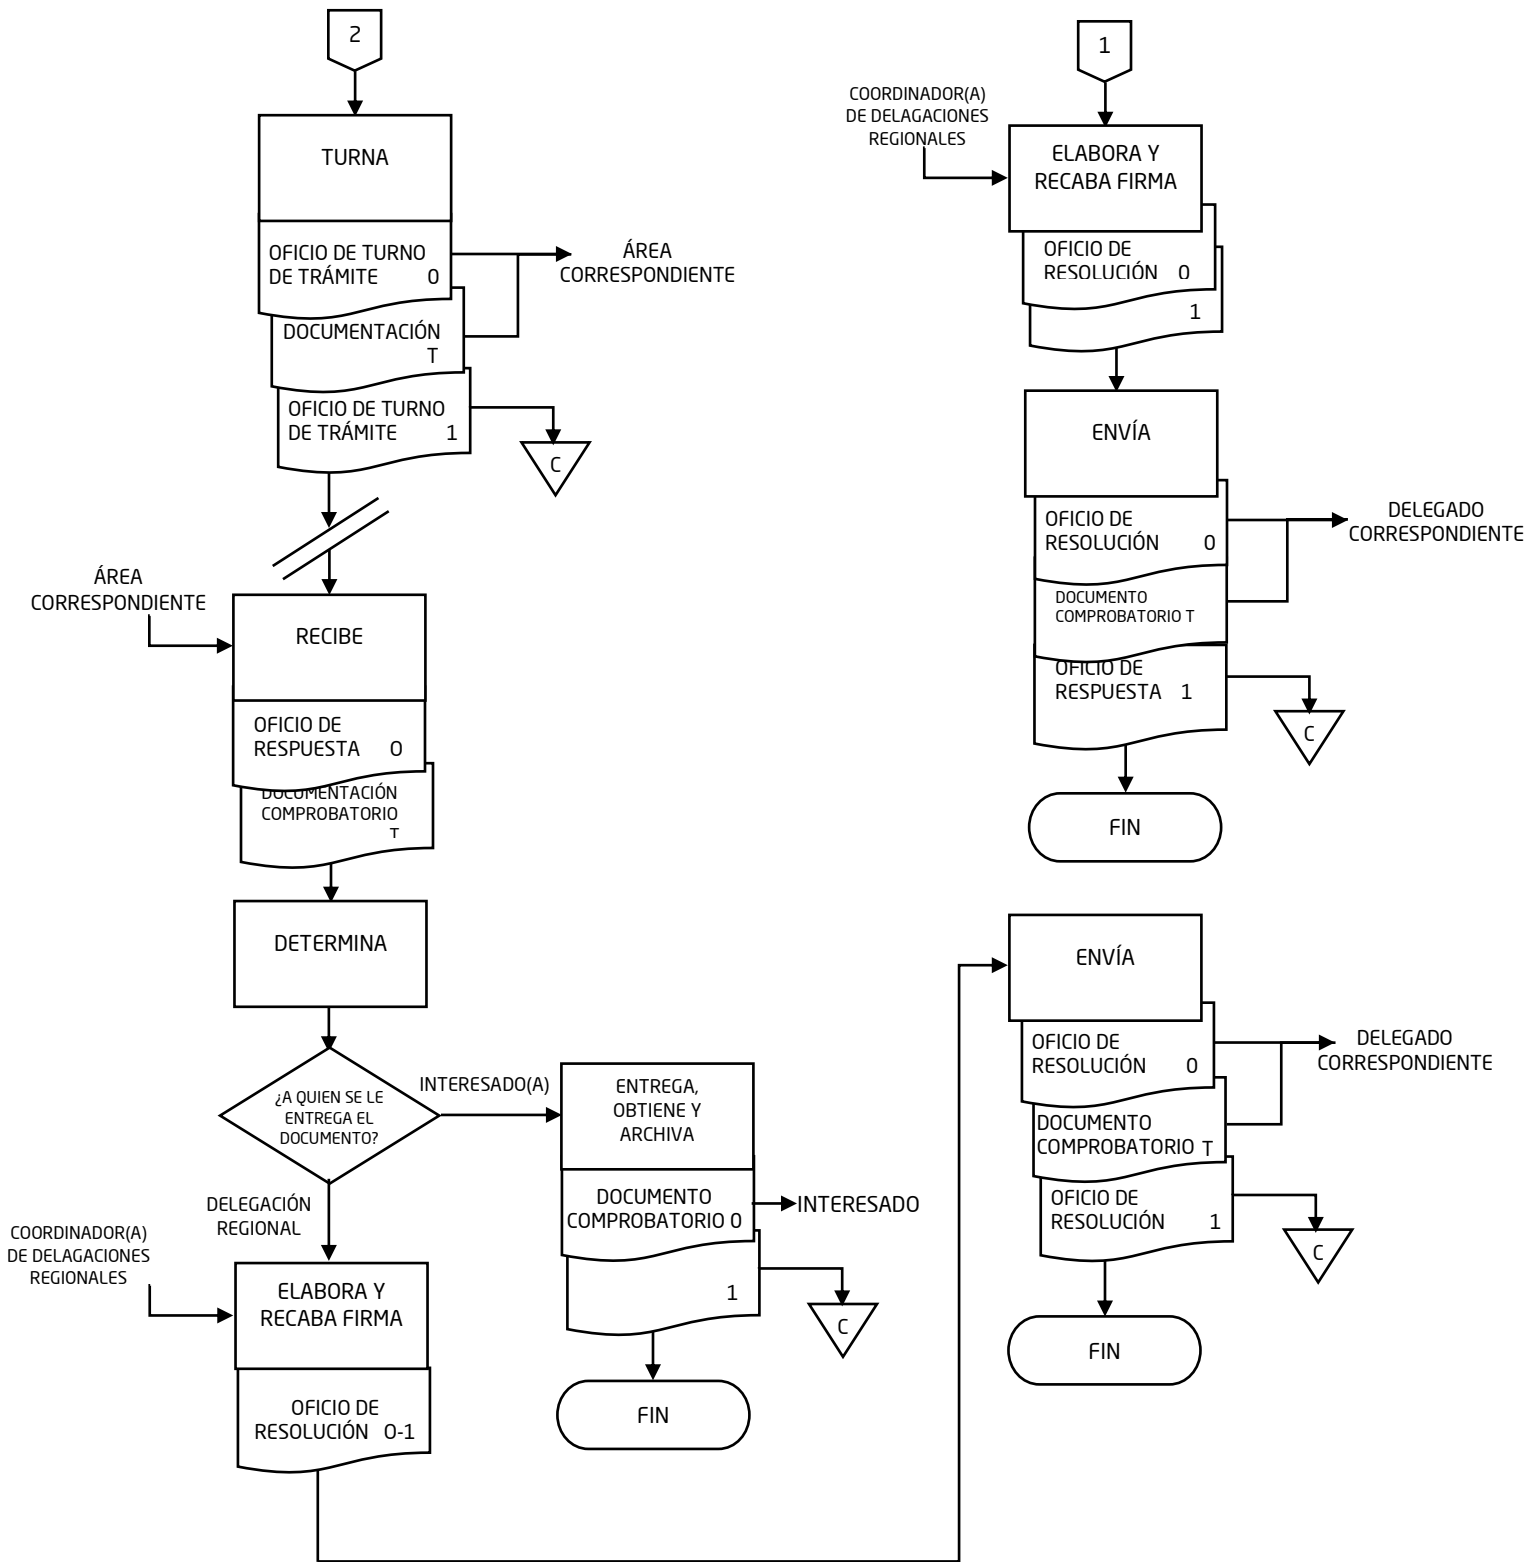 2
TURNA
OFICIO DE TURNO
DE TRÁMITE 0
ÁREA
CORRESPONDIENTE
DOCUMENTACIÓN
T
OFICIO DE TURNO
DE TRÁMITE 1
C
ÁREA
CORRESPONDIENTE
RECIBE
OFICIO DE
RESPUESTA O
DOCUMENTACIÓN
COMPROBATORIO
T
DETERMINA
¿A QUIEN SE LE
ENTREGA EL
DOCUMENTO?
INTERESADO(A)
ENTREGA,
OBTIENE Y
ARCHIVA
DOCUMENTO
COMPROBATORIO 0
INTERESADO
1
C
FIN
DELEGACIÓN
REGIONAL
COORDINADOR(A)
DE DELAGACIONES
REGIONALES
ELABORA Y
RECABA FIRMA
OFICIO DE
RESOLUCIÓN O-1
1
COORDINADOR(A)
DE DELAGACIONES
REGIONALES
ELABORA Y
RECABA FIRMA
OFICIO DE
RESOLUCIÓN 0
1
ENVÍA
OFICIO DE
RESOLUCIÓN 0
DELEGADO
CORRESPONDIENTE
DOCUMENTO
COMPROBATORIO T
OFICIO DE
RESPUESTA 1
C
FIN
ENVÍA
OFICIO DE
RESOLUCIÓN 0
DELEGADO
CORRESPONDIENTE
DOCUMENTO
COMPROBATORIO T
OFICIO DE
RESOLUCIÓN 1
C
FIN